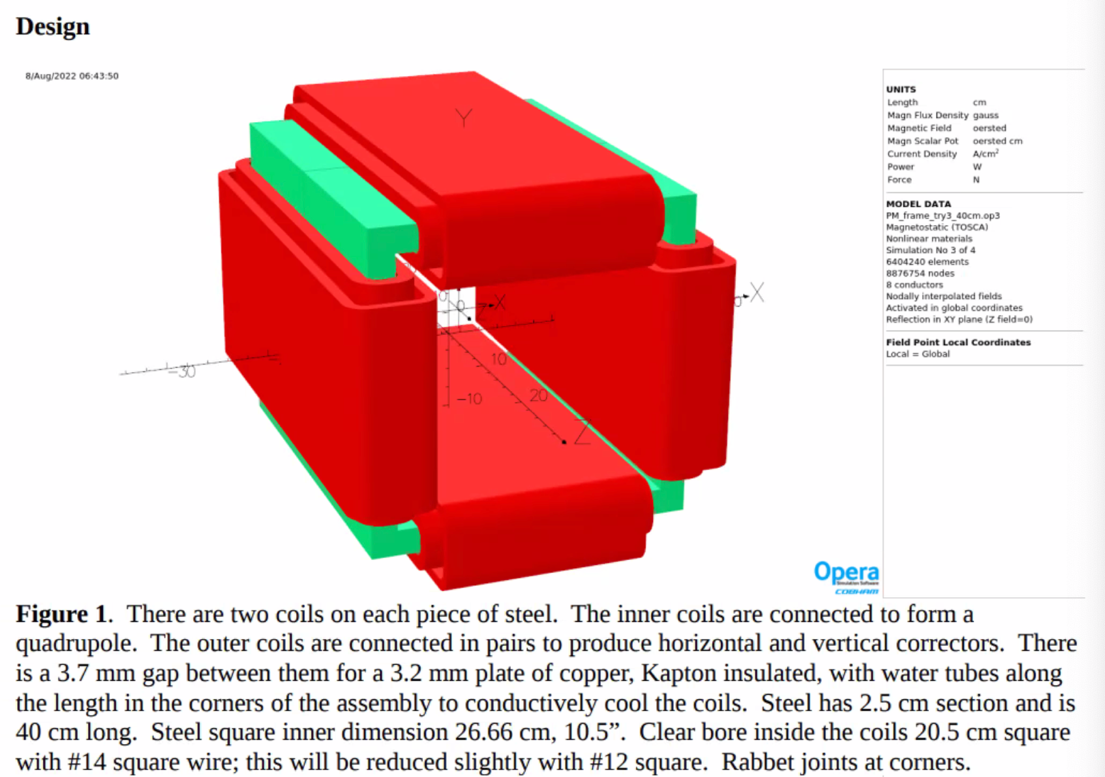 Design
8/Aug/2022 06:43:50
UNITS
Length cm
Magn Flux Density gauss
Magnetic Field oersted
Magn Scalar Pot oersted cm
Current Density A/cm²
Power W
Force N
MODEL DATA
PM_frame_try3_40cm.op3
Magnetostatic (TOSCA)
Nonlinear materials
Simulation No 3 of 4
6404240 elements
8876754 nodes
8 conductors
Nodally interpolated fields
Activated in global coordinates
Reflection in XY plane (Z field=0)
Field Point Local Coordinates
Local = Global
Y
X
X
−30
10
−10
20
Z
Opera
Simulation Software
COBHAM
Figure 1. There are two coils on each piece of steel. The inner coils are connected to form a
quadrupole. The outer coils are connected in pairs to produce horizontal and vertical correctors. There
is a 3.7 mm gap between them for a 3.2 mm plate of copper, Kapton insulated, with water tubes along
the length in the corners of the assembly to conductively cool the coils. Steel has 2.5 cm section and is
40 cm long. Steel square inner dimension 26.66 cm, 10.5”. Clear bore inside the coils 20.5 cm square
with #14 square wire; this will be reduced slightly with #12 square. Rabbet joints at corners.